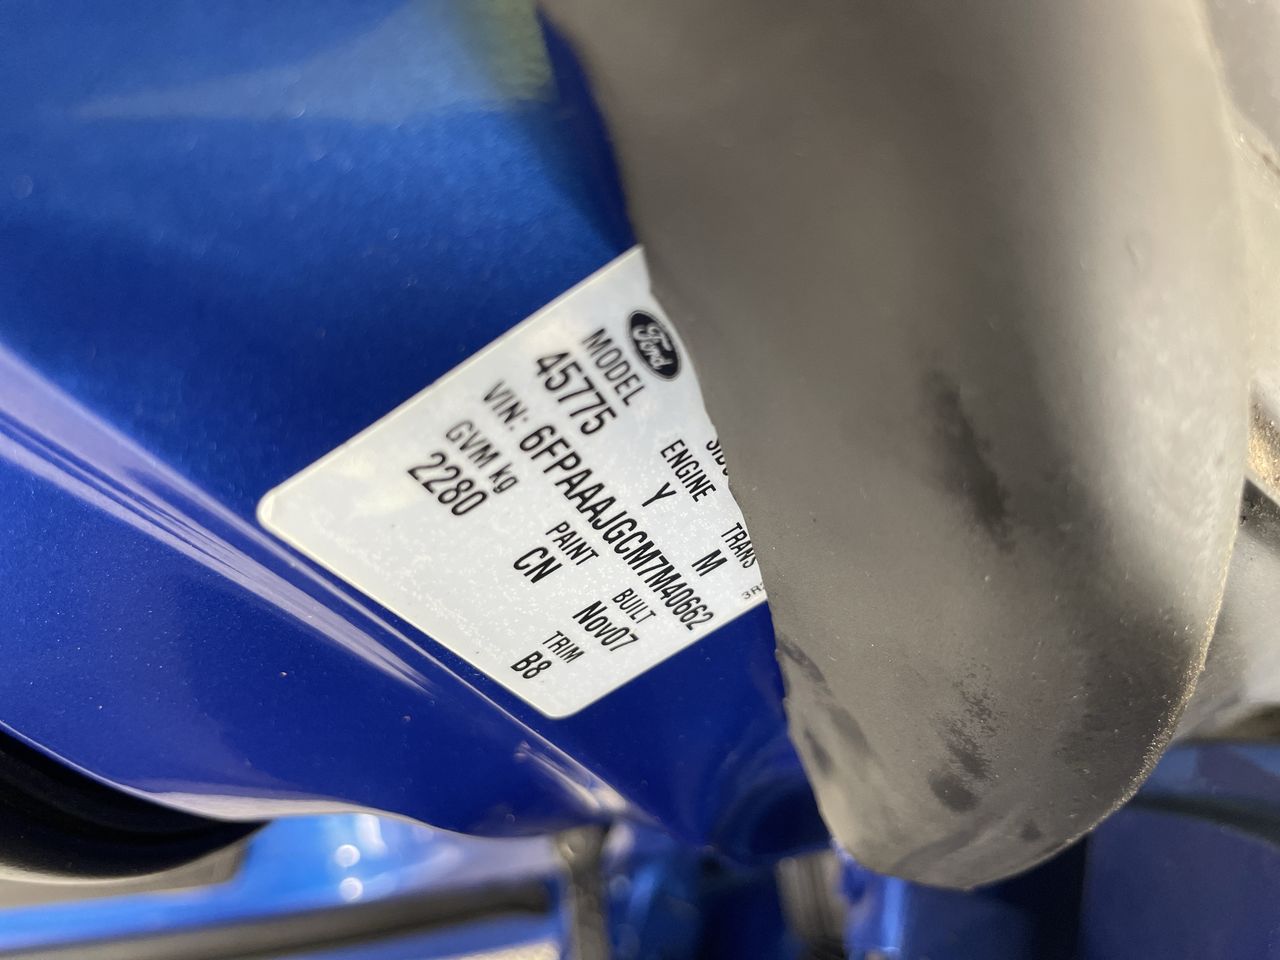 Ford
MODEL
45775
ENGINE TRANS
Y M
VIN: 6FPAAAJGCM7M40662
GVM kg PAINT BUILT TRIM
2280 CN Nov07 B8